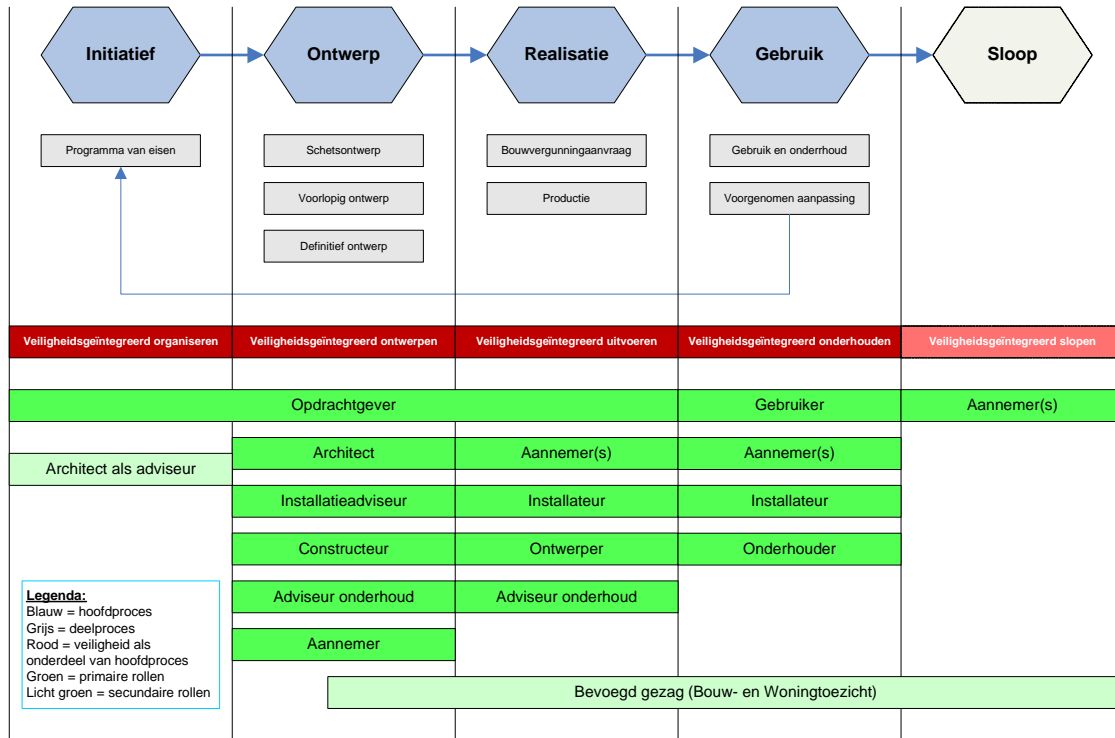 Initiatief
Ontwerp
Realisatie
Gebruik
Sloop
Programma van eisen
Schetsontwerp
Bouwvergunningaanvraag
Gebruik en onderhoud
Voorlopig ontwerp
Productie
Voorgenomen aanpassing
Definitief ontwerp
Veiligheidsgeïntegreerd organiseren
Veiligheidsgeïntegreerd ontwerpen
Veiligheidsgeïntegreerd uitvoeren
Veiligheidsgeïntegreerd onderhouden
Veiligheidsgeïntegreerd slopen
Opdrachtgever
Gebruiker
Aannemer(s)
Architect als adviseur
Architect
Aannemer(s)
Aannemer(s)
Installatieadviseur
Installateur
Installateur
Constructeur
Ontwerper
Onderhouder
Adviseur onderhoud
Adviseur onderhoud
Aannemer
Legenda:
Blauw = hoofdproces
Grijs = deelproces
Rood = veiligheid als
onderdeel van hoofdproces
Groen = primaire rollen
Licht groen = secundaire rollen
Bevoegd gezag (Bouw- en Woningtoezicht)